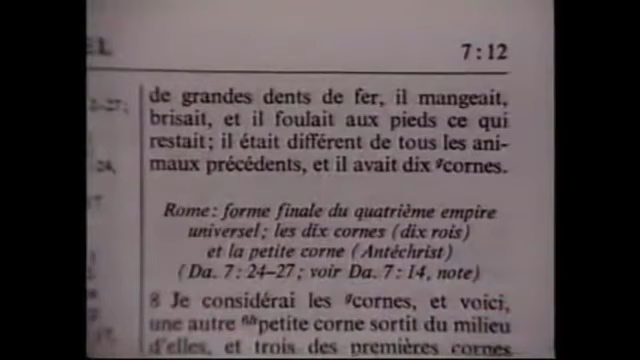 EL 7:12
de grandes dents de fer, il mangeait,
brisait, et il foulait aux pieds ce qui
restait; il était différent de tous les ani-
maux précédents, et il avait dix ᵍcornes.
Rome: forme finale du quatrième empire
universel; les dix cornes (dix rois)
et la petite corne (Antéchrist)
(Da. 7:24–27; voir Da. 7:14, note)
8 Je considérai les ᵍcornes, et voici,
une autre petite corne sortit du milieu
d'elles, et trois des premières cornes